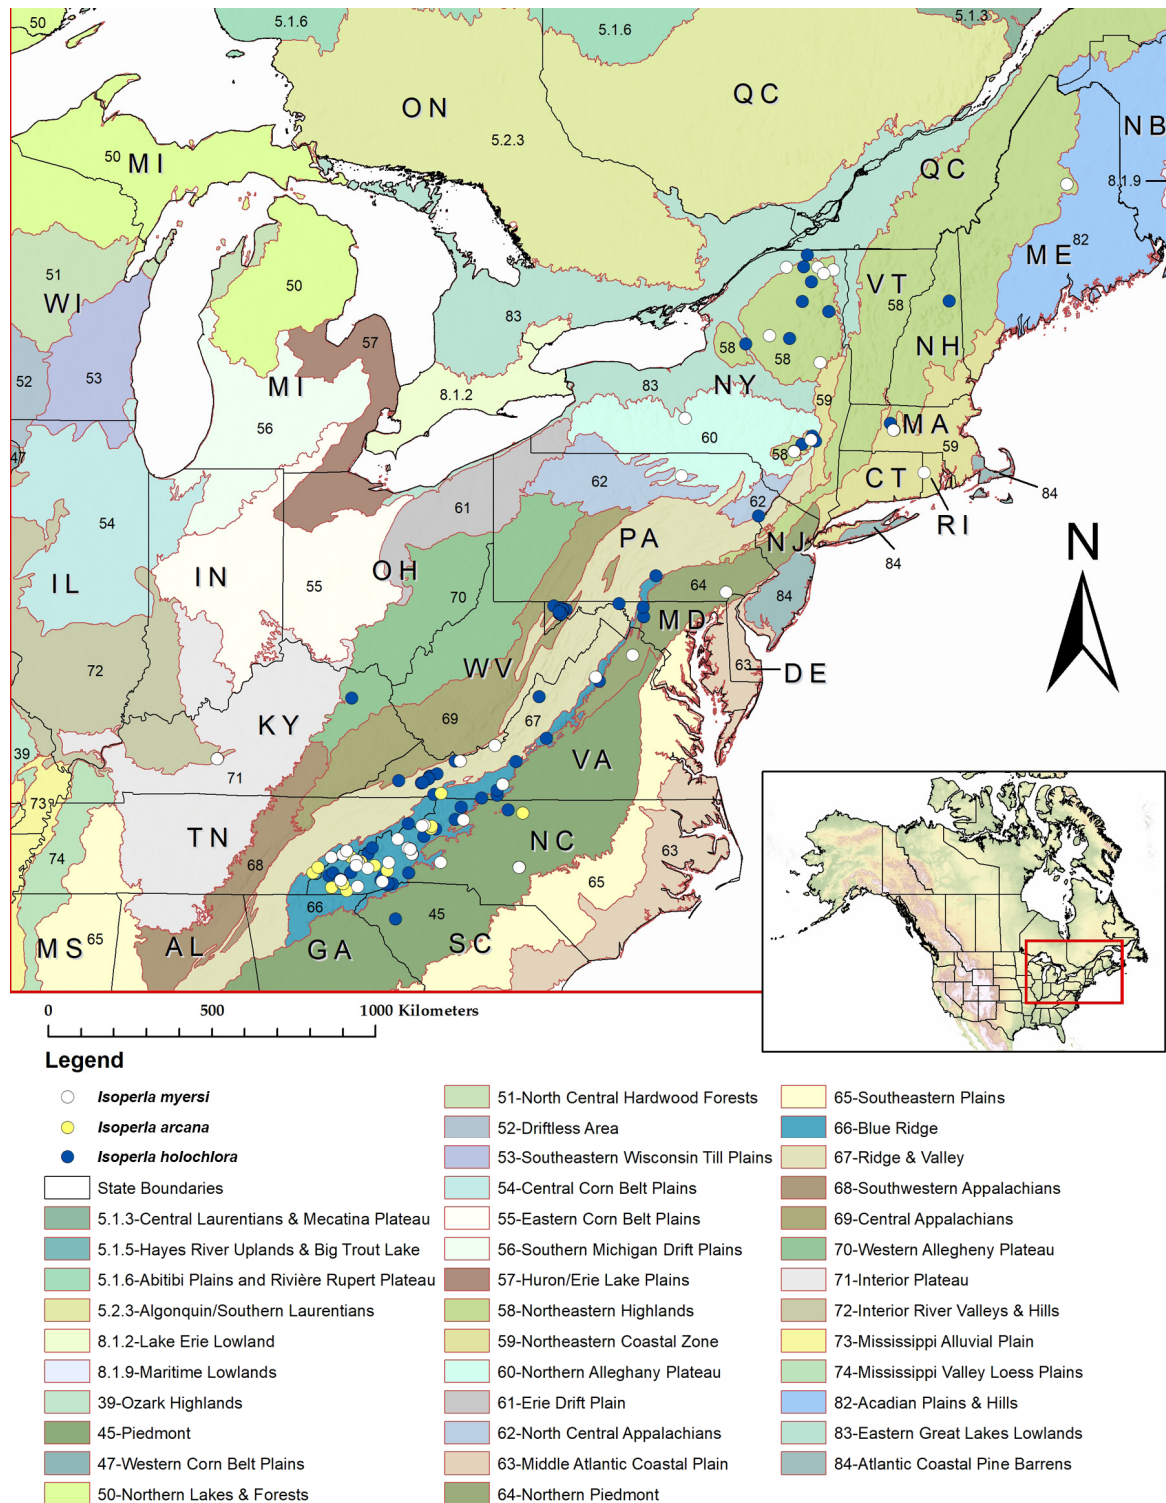 50
5.1.6
5.1.6
5.1.3
ON
QC
5.2.3
NB
50
MI
QC
8.1.9
82
ME
51
WI
50
VT
58
83
57
NH
58
58
52
53
MI
NY
83
59
8.1.2
56
60
MA
59
47
58
CT
84
62
61
62
RI
54
PA
NJ
84
IN
OH
IL
55
64
84
70
MD
WV
63
DE
72
KY
69
67
39
VA
71
73
TN
NC
74
63
68
65
66
45
MS
65
AL
GA
SC
N
0 500 1000 Kilometers
Legend
Isoperla myersi
Isoperla arcana
Isoperla holochlora
State Boundaries
5.1.3-Central Laurentians & Mecatina Plateau
5.1.5-Hayes River Uplands & Big Trout Lake
5.1.6-Abitibi Plains and Rivière Rupert Plateau
5.2.3-Algonquin/Southern Laurentians
8.1.2-Lake Erie Lowland
8.1.9-Maritime Lowlands
39-Ozark Highlands
45-Piedmont
47-Western Corn Belt Plains
50-Northern Lakes & Forests
51-North Central Hardwood Forests
52-Driftless Area
53-Southeastern Wisconsin Till Plains
54-Central Corn Belt Plains
55-Eastern Corn Belt Plains
56-Southern Michigan Drift Plains
57-Huron/Erie Lake Plains
58-Northeastern Highlands
59-Northeastern Coastal Zone
60-Northern Alleghany Plateau
61-Erie Drift Plain
62-North Central Appalachians
63-Middle Atlantic Coastal Plain
64-Northern Piedmont
65-Southeastern Plains
66-Blue Ridge
67-Ridge & Valley
68-Southwestern Appalachians
69-Central Appalachians
70-Western Allegheny Plateau
71-Interior Plateau
72-Interior River Valleys & Hills
73-Mississippi Alluvial Plain
74-Mississippi Valley Loess Plains
82-Acadian Plains & Hills
83-Eastern Great Lakes Lowlands
84-Atlantic Coastal Pine Barrens